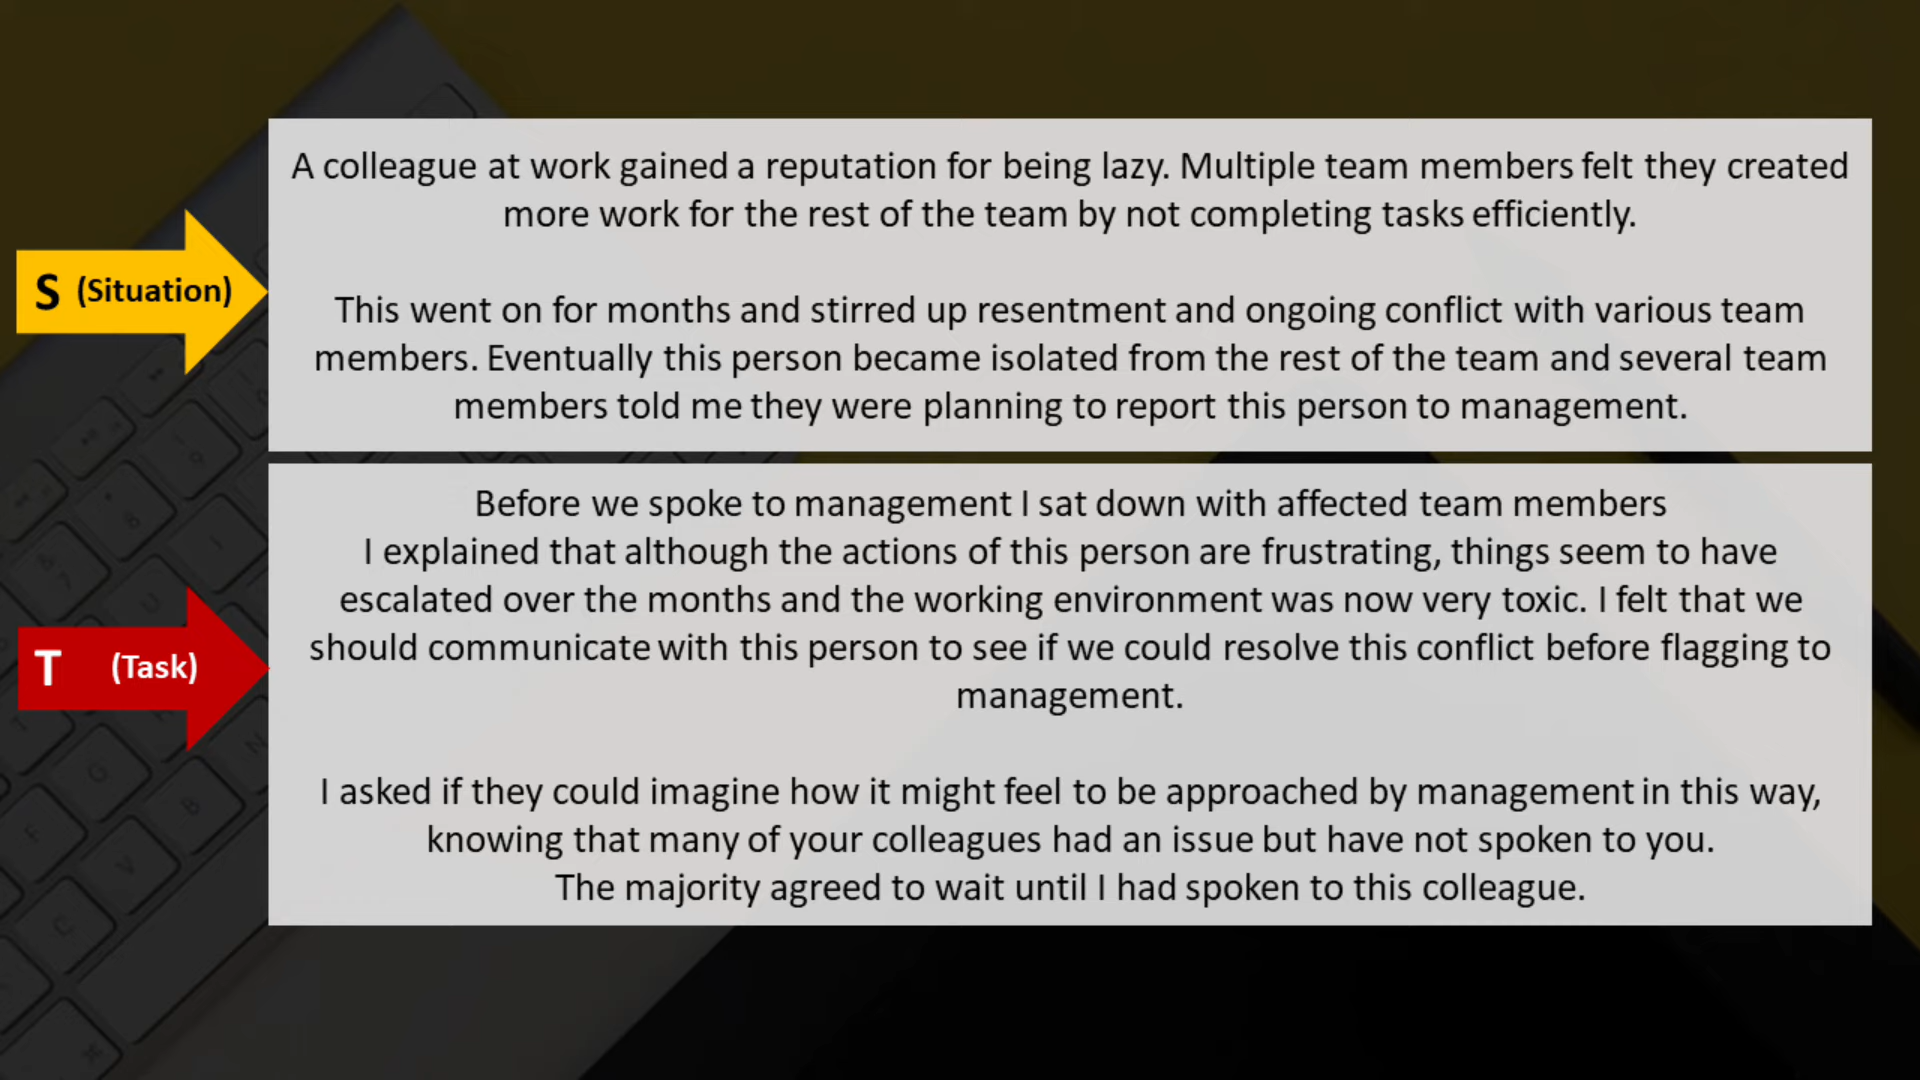 A colleague at work gained a reputation for being lazy. Multiple team members felt they created
more work for the rest of the team by not completing tasks efficiently.
This went on for months and stirred up resentment and ongoing conflict with various team
members. Eventually this person became isolated from the rest of the team and several team
members told me they were planning to report this person to management.
S (Situation)
Before we spoke to management I sat down with affected team members
I explained that although the actions of this person are frustrating, things seem to have
escalated over the months and the working environment was now very toxic. I felt that we
should communicate with this person to see if we could resolve this conflict before flagging to
management.
I asked if they could imagine how it might feel to be approached by management in this way,
knowing that many of your colleagues had an issue but have not spoken to you.
The majority agreed to wait until I had spoken to this colleague.
T (Task)